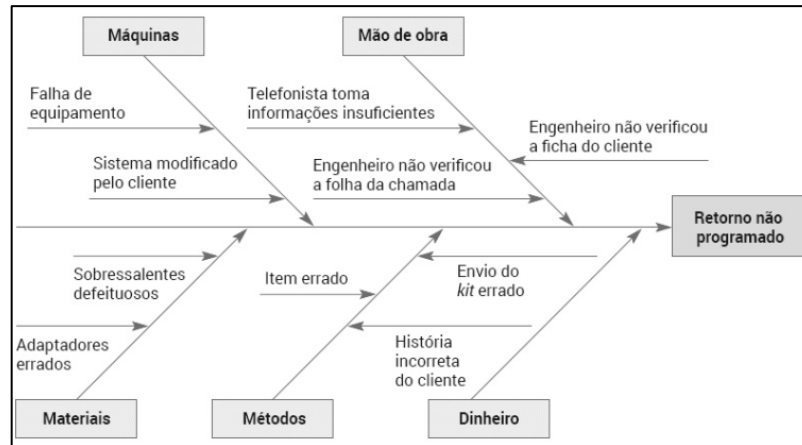 Máquinas
Mão de obra
Falha de
equipamento
Telefonista toma
informações insuficientes
Engenheiro não verificou
a ficha do cliente
Sistema modificado
pelo cliente
Engenheiro não verificou
a folha da chamada
Retorno não
programado
Sobressalentes
defeituosos
Item errado
Envio do
kit errado
Adaptadores
errados
História
incorreta
do cliente
Materiais
Métodos
Dinheiro